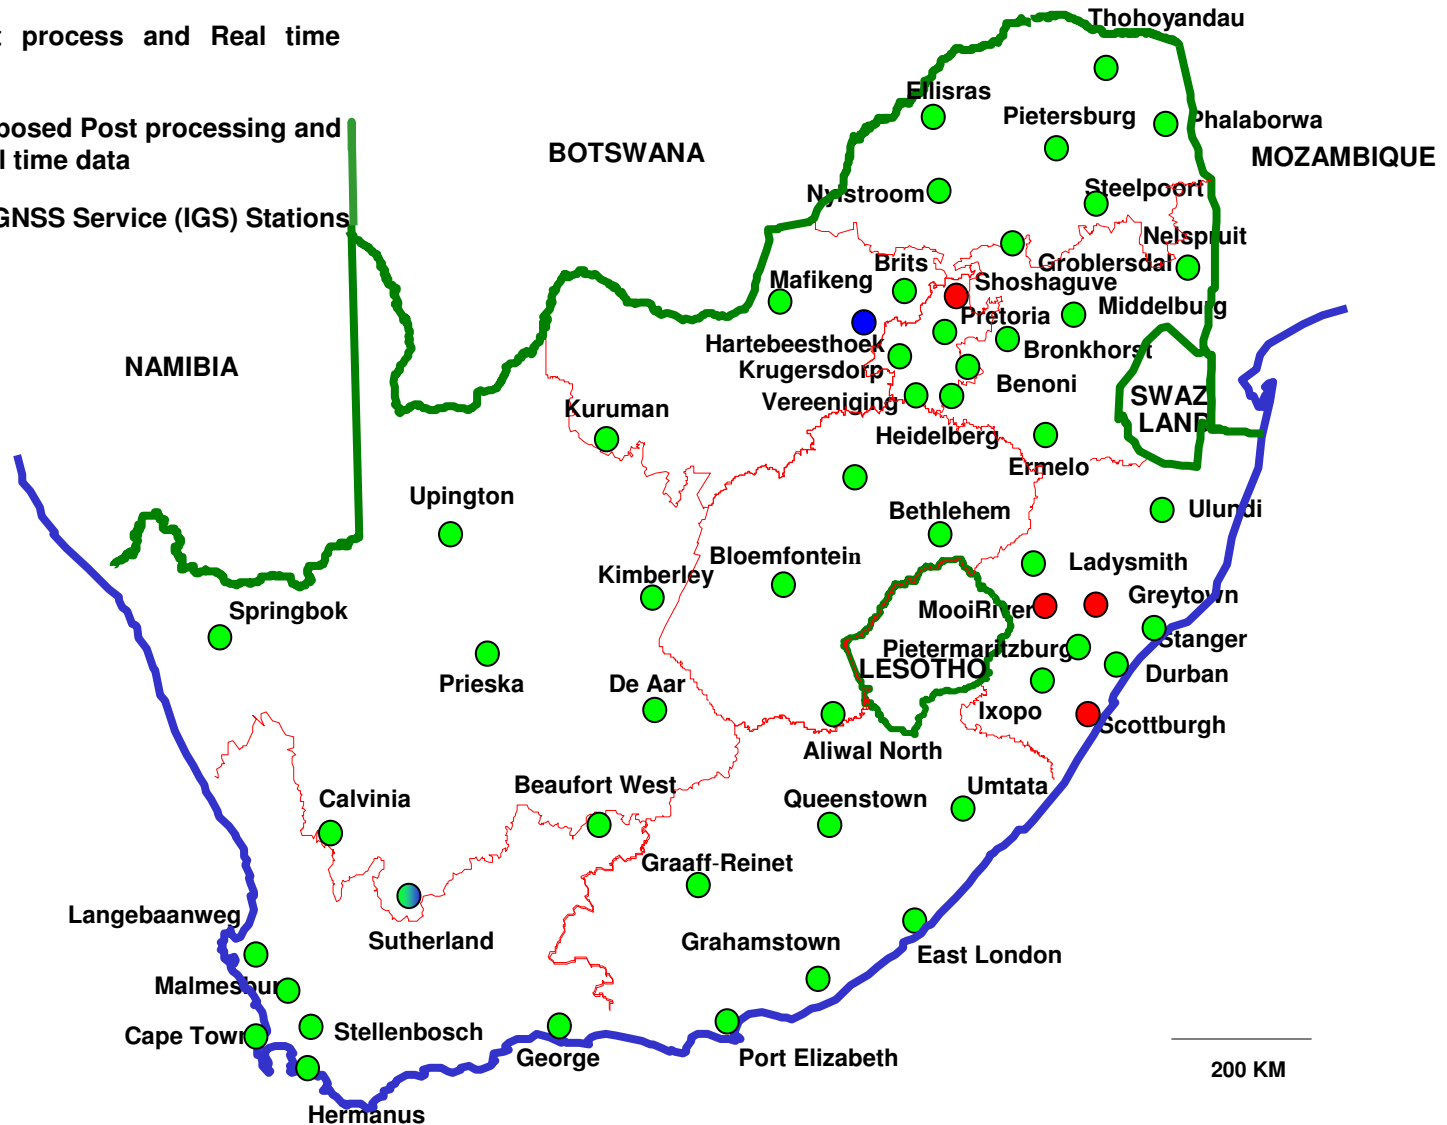 process and Real time
posed Post processing and
time data
GNSS Service (IGS) Stations
Thohoyandau
Ellisras
Pietersburg
Phalaborwa
BOTSWANA
MOZAMBIQUE
Nylstroom
Steelpoort
Nelspruit
Groblersdal
Brits
Mafikeng
Shoshaguve
Middelburg
Pretoria
Hartebeesthoek
Bronkhorst
NAMIBIA
Krugersdorp
Benoni
Vereeniging
SWAZ
LAND
Kuruman
Heidelberg
Ermelo
Upington
Bethlehem
Ulundi
Bloemfontein
Ladysmith
Kimberley
Greytown
MooiRiver
Springbok
Stanger
Pietermaritzburg
LESOTHO
Durban
Prieska
De Aar
Ixopo
Scottburgh
Aliwal North
Beaufort West
Umtata
Calvinia
Queenstown
Graaff-Reinet
Langebaanweg
Sutherland
Grahamstown
East London
Malmesbur
Cape Town
Stellenbosch
George
Port Elizabeth
200 KM
Hermanus